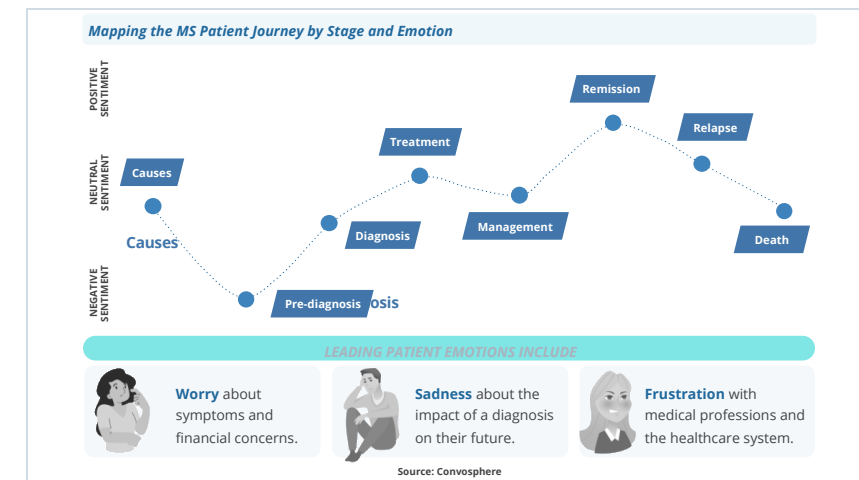 Mapping the MS Patient Journey by Stage and Emotion
POSITIVE
SENTIMENT
NEUTRAL
SENTIMENT
NEGATIVE
SENTIMENT
Causes
Causes
Pre-diagnosis
osis
Diagnosis
Treatment
Management
Remission
Relapse
Death
LEADING PATIENT EMOTIONS INCLUDE
Worry about
symptoms and
financial concerns.
Sadness about the
impact of a diagnosis
on their future.
Frustration with
medical professions and
the healthcare system.
Source: Convosphere